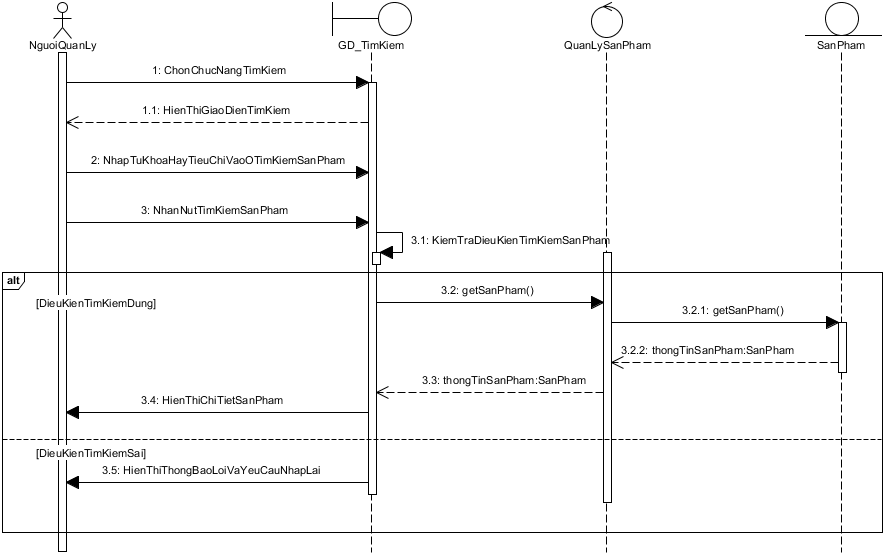 NguoiQuanLy
GD_TimKiem
QuanLySanPham
SanPham
1: ChonChucNangTimKiem
1.1: HienThiGiaoDienTimKiem
2: NhapTuKhoaHayTieuChiVaoOTimKiemSanPham
3: NhanNutTimKiemSanPham
3.1: KiemTraDieuKienTimKiemSanPham
alt
[DieuKienTimKiemDung]
3.2: getSanPham()
3.2.1: getSanPham()
3.2.2: thongTinSanPham:SanPham
3.3: thongTinSanPham:SanPham
3.4: HienThiChiTietSanPham
[DieuKienTimKiemSai]
3.5: HienThiThongBaoLoiVaYeuCauNhapLai